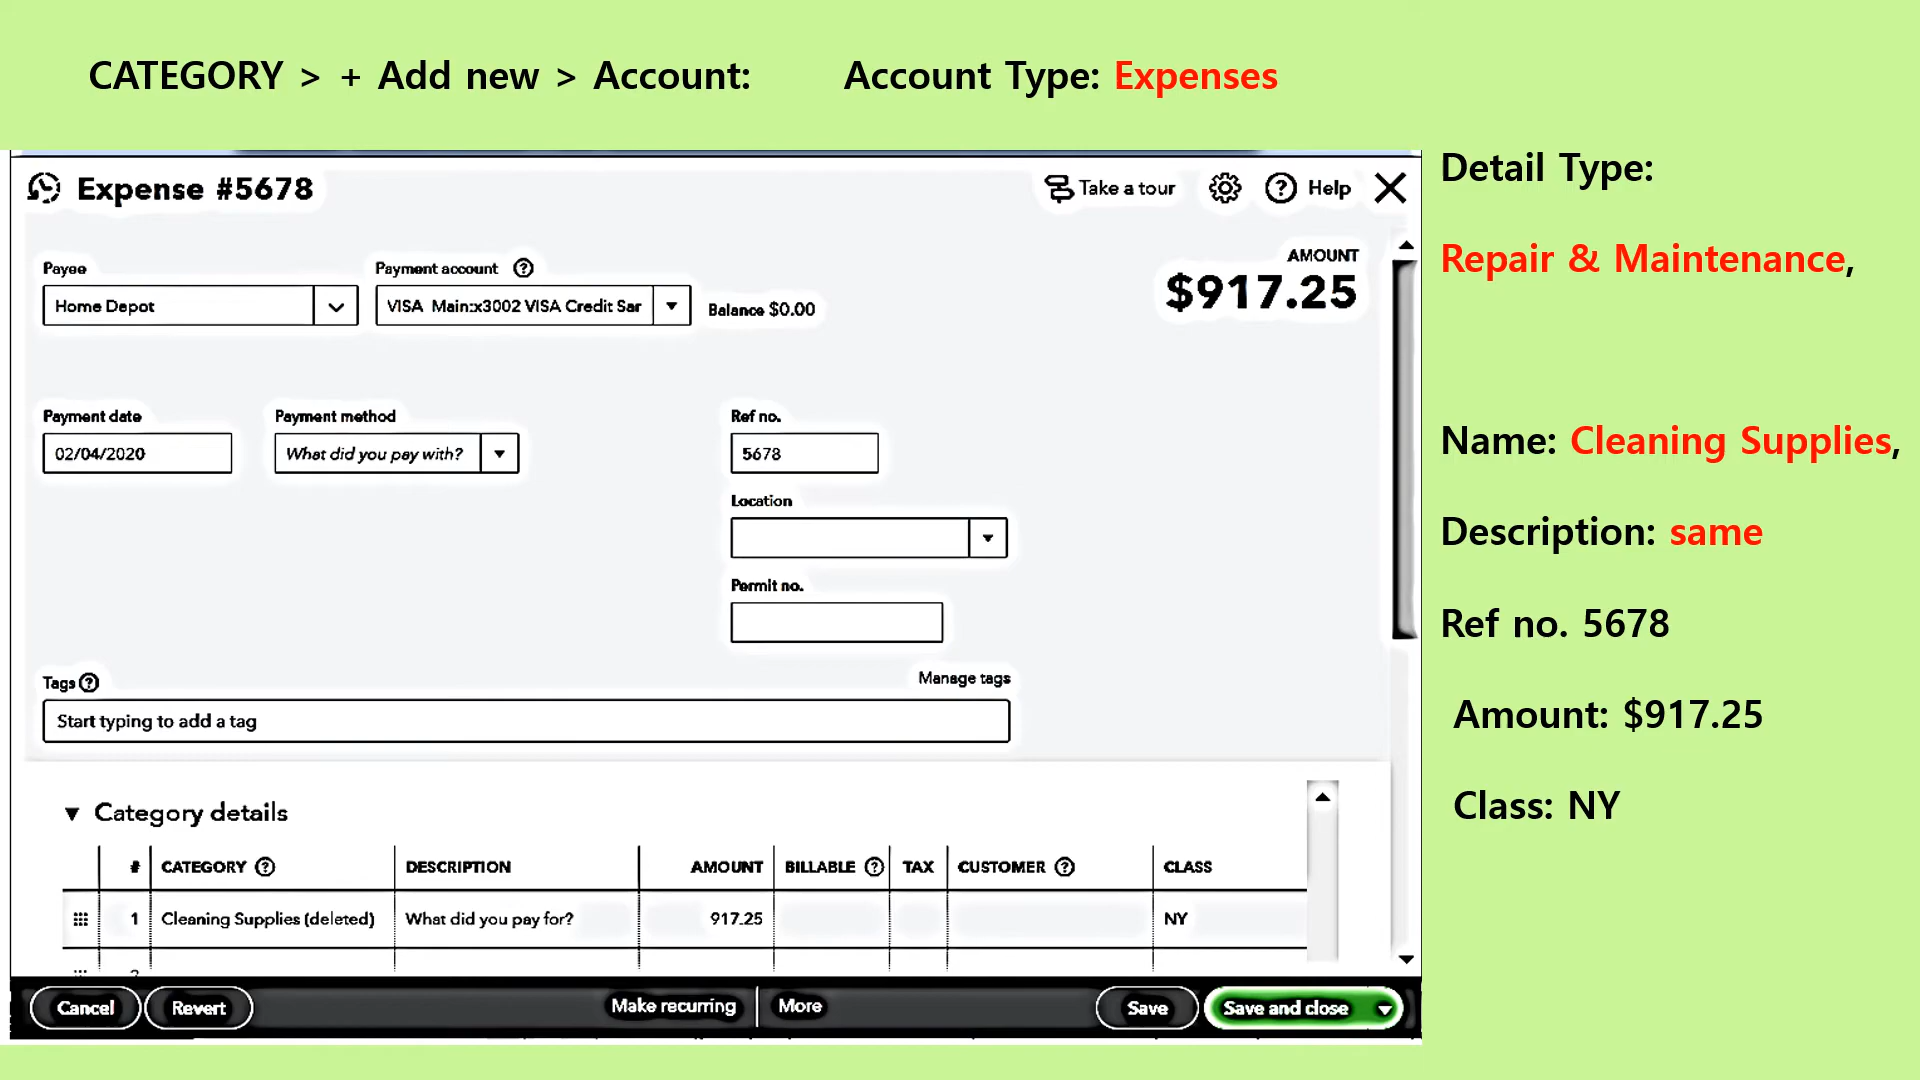 CATEGORY > + Add new > Account: Account Type: Expenses
Expense #5678
Take a tour
Help
Detail Type:
Repair & Maintenance,
Payee
Payment account
AMOUNT
$917.25
Home Depot
VISA Main:x3002 VISA Credit Sar
Balance $0.00
Payment date
Payment method
Ref no.
02/04/2020
What did you pay with?
5678
Location
Permit no.
Tags
Manage tags
Start typing to add a tag
Name: Cleaning Supplies,
Description: same
Ref no. 5678
Amount: $917.25
Class: NY
Category details
# CATEGORY DESCRIPTION AMOUNT BILLABLE TAX CUSTOMER CLASS
1 Cleaning Supplies (deleted) What did you pay for? 917.25 NY
Cancel Revert Make recurring More Save Save and close